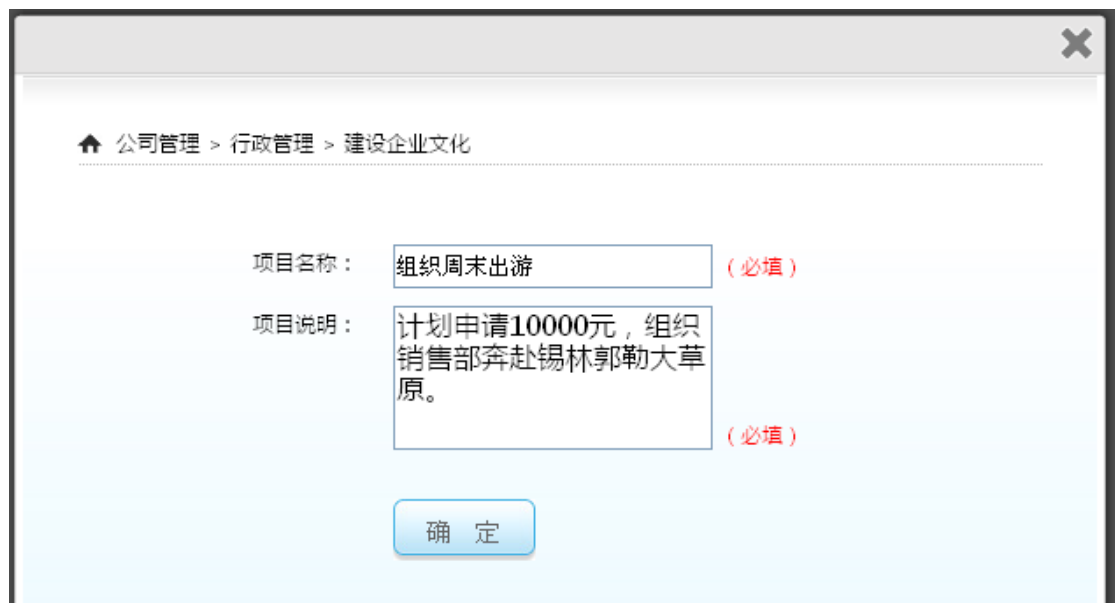 公司管理 > 行政管理 > 建设企业文化
项目名称： 组织周末出游 （必填）
项目说明： 计划申请10000元，组织
销售部奔赴锡林郭勒大草
原。
（必填）
确 定